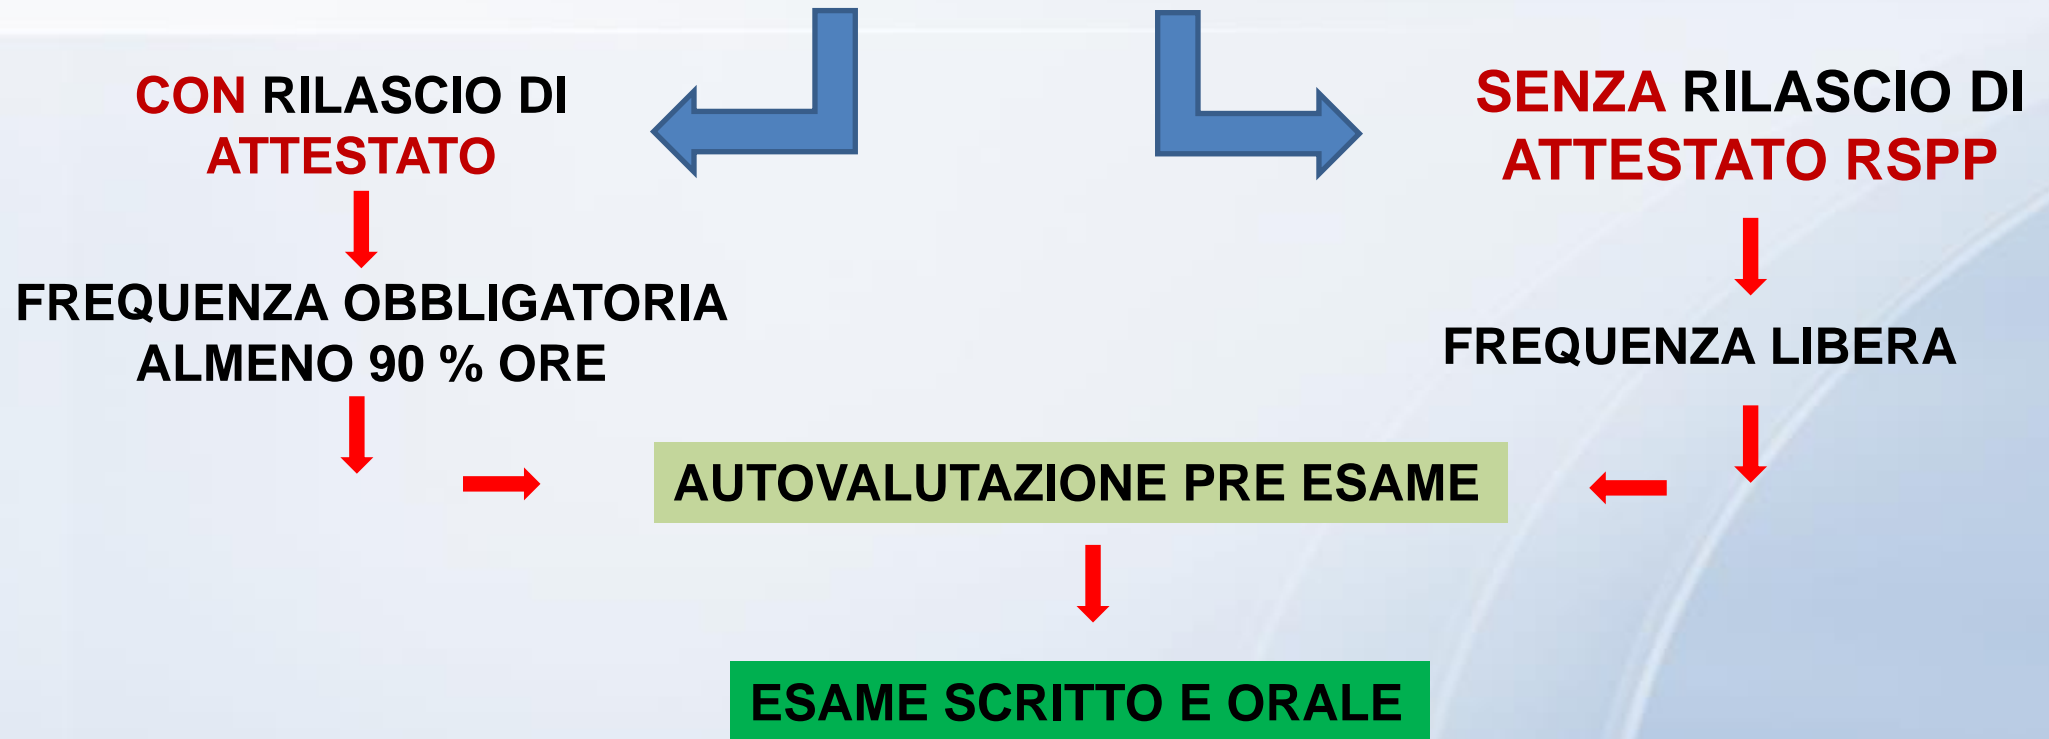 CON RILASCIO DI
ATTESTATO
SENZA RILASCIO DI
ATTESTATO RSPP
FREQUENZA OBBLIGATORIA
ALMENO 90 % ORE
FREQUENZA LIBERA
AUTOVALUTAZIONE PRE ESAME
ESAME SCRITTO E ORALE